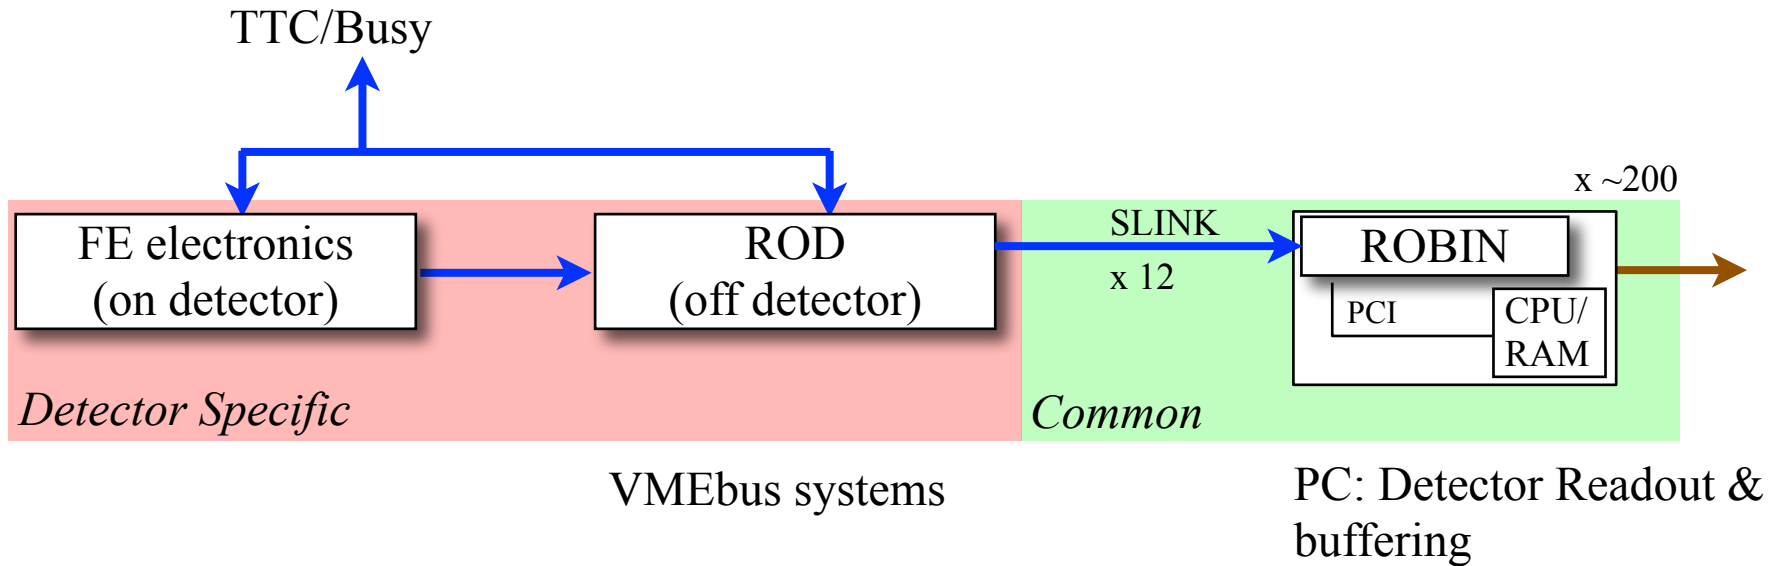 TTC/Busy
x ~200
FE electronics
(on detector)
ROD
(off detector)
SLINK
x 12
ROBIN
PCI
CPU/
RAM
Detector Specific
Common
VMEbus systems
PC: Detector Readout &
buffering